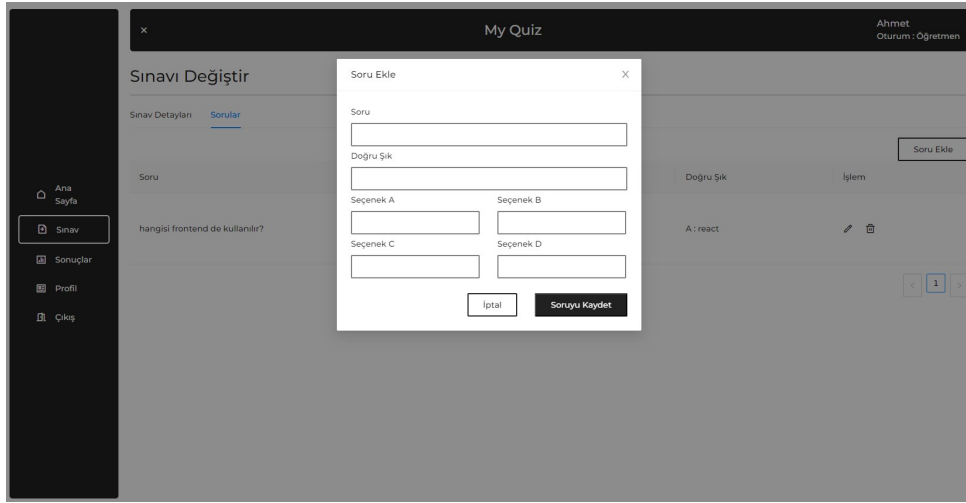 My Quiz
Ahmet
Oturum : Öğretmen
Ana
Sayfa
Sınav
Sonuçlar
Profil
Çıkış
Sınavı Değiştir
Sınav Detayları
Sorular
Soru Ekle
Soru
Doğru Şık
İşlem
hangisi frontend de kullanılır?
A : react
1
Soru Ekle
X
Soru
Doğru Şık
Seçenek A
Seçenek B
Seçenek C
Seçenek D
İptal
Soruyu Kaydet